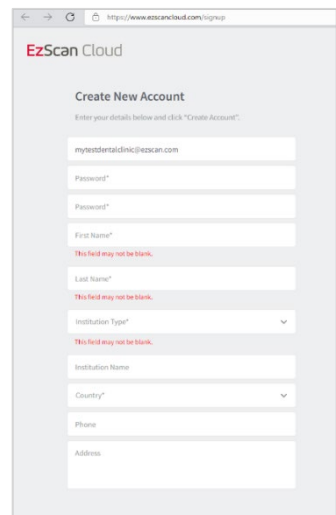 https://www.ezscancloud.com/signup
EzScan Cloud
Create New Account
Enter your details below and click "Create Account".
mytestdentalclinic@ezscan.com
Password*
Password*
First Name*
This field may not be blank.
Last Name*
This field may not be blank.
Institution Type*
This field may not be blank.
Institution Name
Country*
Phone
Address